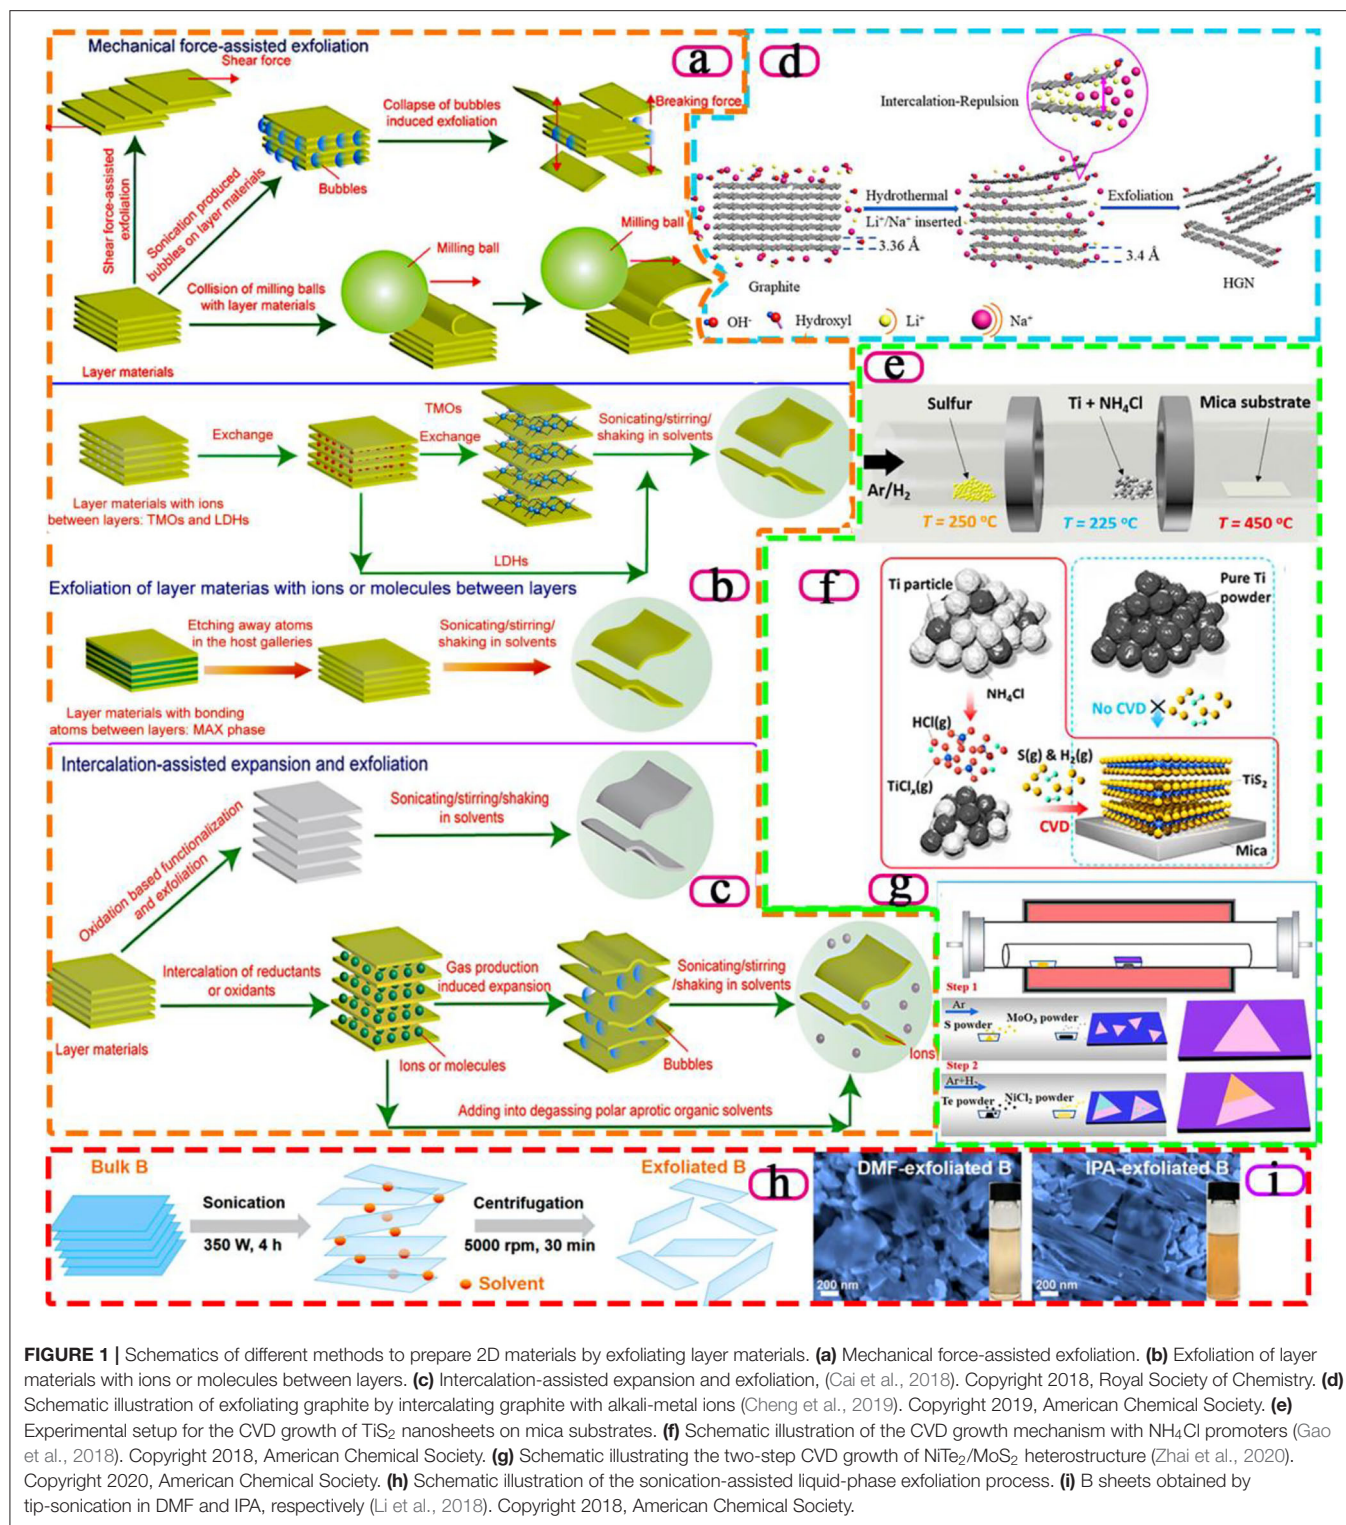 Mechanical force-assisted exfoliation
a
Shear force
Shear force-assisted
exfoliation
Sonication produced
bubbles on layer materials
Bubbles
Collapse of bubbles
induced exfoliation
Breaking force
Milling ball
Milling ball
Collision of milling balls
with layer materials
Layer materials
d
Intercalation-Repulsion
Hydrothermal
Li⁺/Na⁺ inserted
Exfoliation
3.36 Å
3.4 Å
Graphite
HGN
OH-
Hydroxyl
Li⁺
Na⁺
Exchange
TMOs
Exchange
Sonicating/stirring/
shaking in solvents
Layer materials with ions
between layers: TMOs and LDHs
LDHs
b
Exfoliation of layer materias with ions or molecules between layers
Etching away atoms
in the host galleries
Sonicating/stirring/
shaking in solvents
Layer materials with bonding
atoms between layers: MAX phase
e
Sulfur
Ti + NH₄Cl
Mica substrate
Ar/H₂
T = 250 °C
T = 225 °C
T = 450 °C
f
Ti particle
NH₄Cl
Pure Ti
powder
No CVD
HCl(g)
S(g) & H₂(g)
TiClₓ(g)
TiS₂
CVD
Mica
Intercalation-assisted expansion and exfoliation
Oxidation based functionalization
and exfoliation
Sonicating/stirring/shaking
in solvents
c
Intercalation of reductants
or oxidants
Gas production
induced expansion
Sonicating/stirring
/shaking in solvents
Layer materials
Ions or molecules
Bubbles
Ions
Adding into degassing polar aprotic organic solvents
g
Step 1
Ar
S powder
MoO₃ powder
Step 2
Ar+H₂
Te powder
NiCl₂ powder
Bulk B
Sonication
350 W, 4 h
Solvent
Centrifugation
5000 rpm, 30 min
Exfoliated B
h
DMF-exfoliated B
200 nm
IPA-exfoliated B
200 nm
i
FIGURE 1 | Schematics of different methods to prepare 2D materials by exfoliating layer materials. (a) Mechanical force-assisted exfoliation. (b) Exfoliation of layer
materials with ions or molecules between layers. (c) Intercalation-assisted expansion and exfoliation, (Cai et al., 2018). Copyright 2018, Royal Society of Chemistry. (d)
Schematic illustration of exfoliating graphite by intercalating graphite with alkali-metal ions (Cheng et al., 2019). Copyright 2019, American Chemical Society. (e)
Experimental setup for the CVD growth of TiS₂ nanosheets on mica substrates. (f) Schematic illustration of the CVD growth mechanism with NH₄Cl promoters (Gao
et al., 2018). Copyright 2018, American Chemical Society. (g) Schematic illustrating the two-step CVD growth of NiTe₂/MoS₂ heterostructure (Zhai et al., 2020).
Copyright 2020, American Chemical Society. (h) Schematic illustration of the sonication-assisted liquid-phase exfoliation process. (i) B sheets obtained by
tip-sonication in DMF and IPA, respectively (Li et al., 2018). Copyright 2018, American Chemical Society.